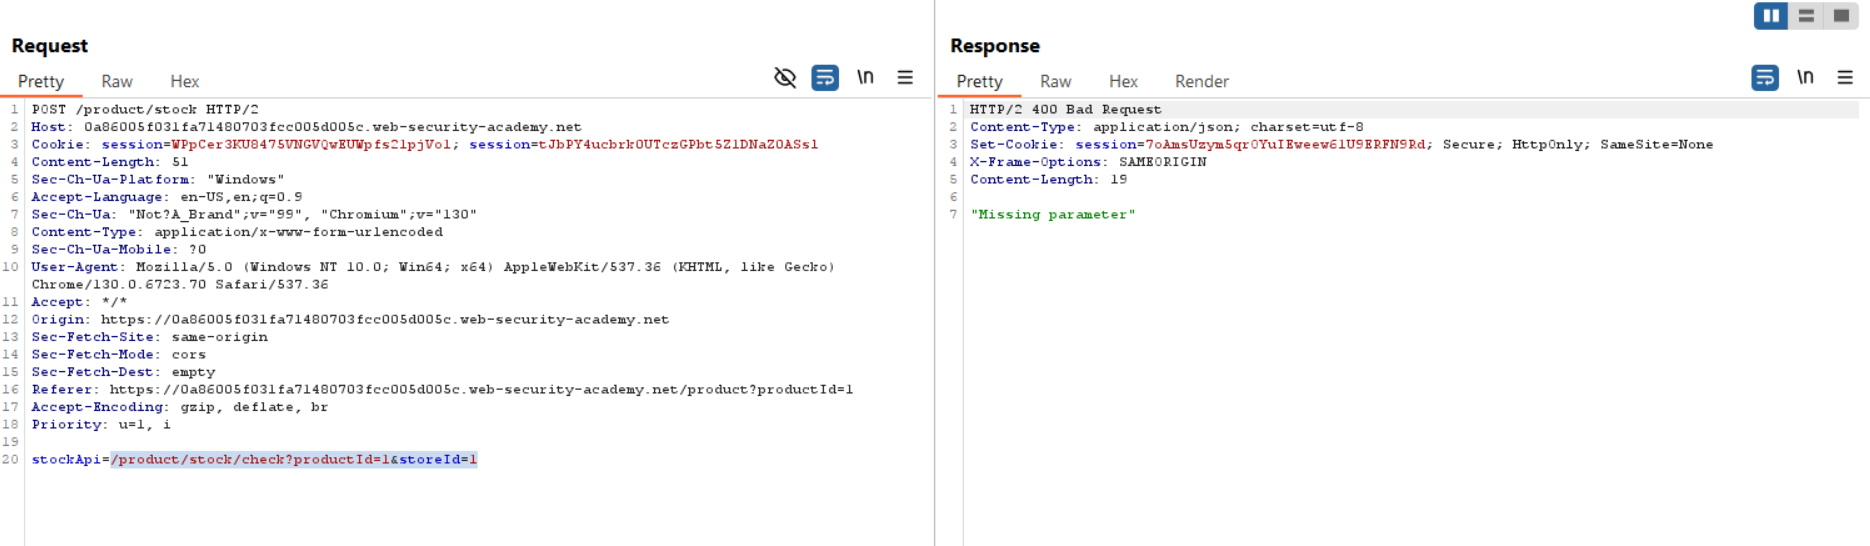 Request
Pretty Raw Hex \n
1 POST /product/stock HTTP/2
2 Host: 0a86005f031fa71480703fcc005d005c.web-security-academy.net
3 Cookie: session=WPpCer3KU8475VNGVQwEUWpfs21pjVo1; session=tJbPY4ucbrk0UTczGPbt5Z1DNaZ0ASs1
4 Content-Length: 51
5 Sec-Ch-Ua-Platform: "Windows"
6 Accept-Language: en-US,en;q=0.9
7 Sec-Ch-Ua: "Not?A_Brand";v="99", "Chromium";v="130"
8 Content-Type: application/x-www-form-urlencoded
9 Sec-Ch-Ua-Mobile: ?0
10 User-Agent: Mozilla/5.0 (Windows NT 10.0; Win64; x64) AppleWebKit/537.36 (KHTML, like Gecko)
Chrome/130.0.6723.70 Safari/537.36
11 Accept: */*
12 Origin: https://0a86005f031fa71480703fcc005d005c.web-security-academy.net
13 Sec-Fetch-Site: same-origin
14 Sec-Fetch-Mode: cors
15 Sec-Fetch-Dest: empty
16 Referer: https://0a86005f031fa71480703fcc005d005c.web-security-academy.net/product?productId=1
17 Accept-Encoding: gzip, deflate, br
18 Priority: u=1, i
19
20 stockApi=/product/stock/check?productId=1&storeId=1
Response
Pretty Raw Hex Render \n
1 HTTP/2 400 Bad Request
2 Content-Type: application/json; charset=utf-8
3 Set-Cookie: session=7oAmsUzym5qr0YuIEweew61U9ERFN9Rd; Secure; HttpOnly; SameSite=None
4 X-Frame-Options: SAMEORIGIN
5 Content-Length: 19
6
7 "Missing parameter"